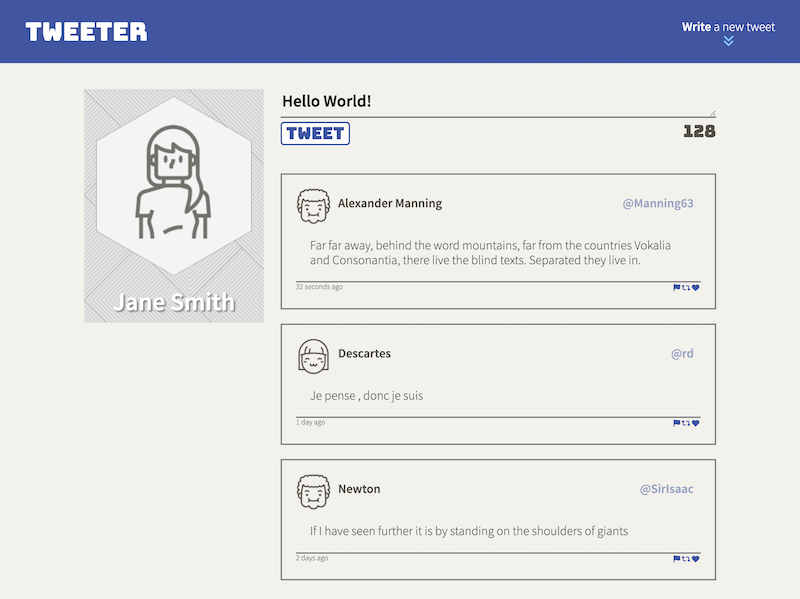 TWEETER
Write a new tweet
Jane Smith
Hello World!
TWEET
128
Alexander Manning
@Manning63
Far far away, behind the word mountains, far from the countries Vokalia
and Consonantia, there live the blind texts. Separated they live in.
32 seconds ago
Descartes
@rd
Je pense , donc je suis
1 day ago
Newton
@SirIsaac
If I have seen further it is by standing on the shoulders of giants
2 days ago